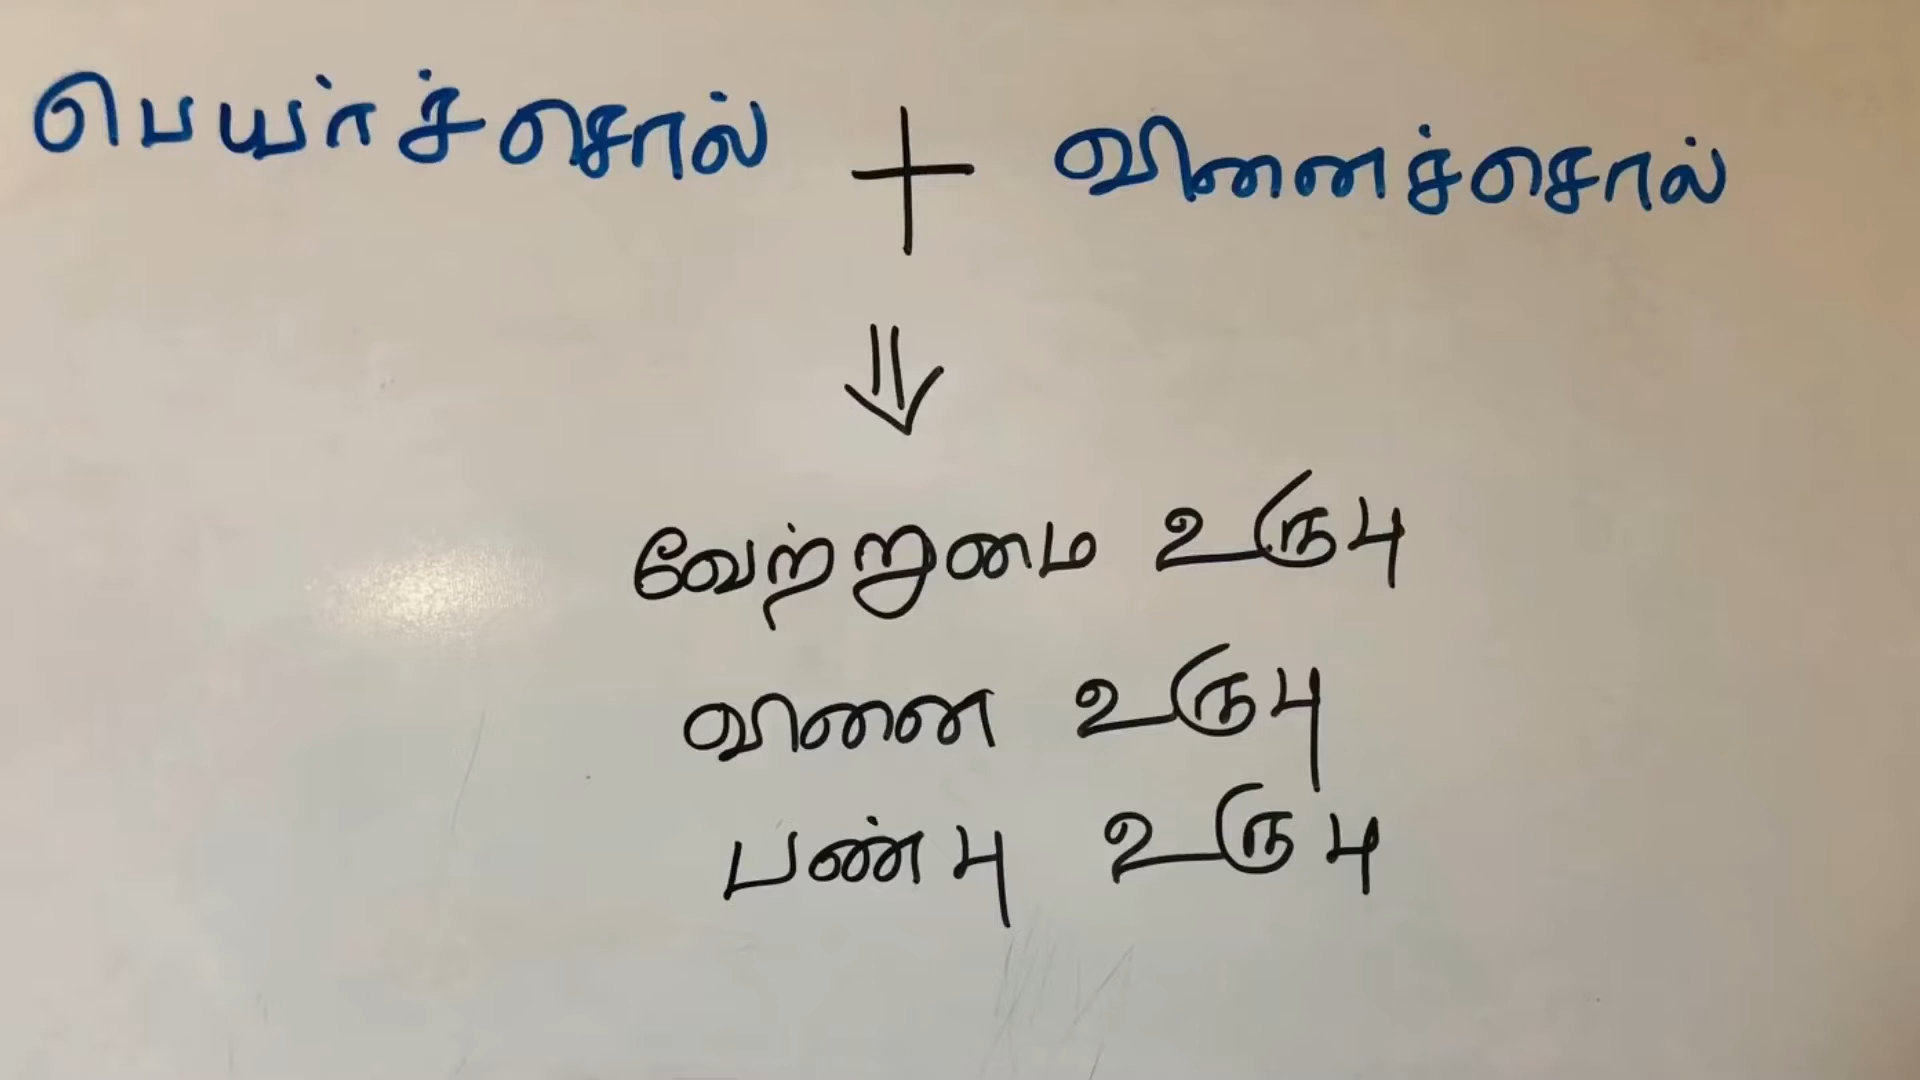 பெயர்ச்சொல் + வினைச்சொல்
⇓
வேற்றுமை உருபு
வினை உருபு
பண்பு உருபு